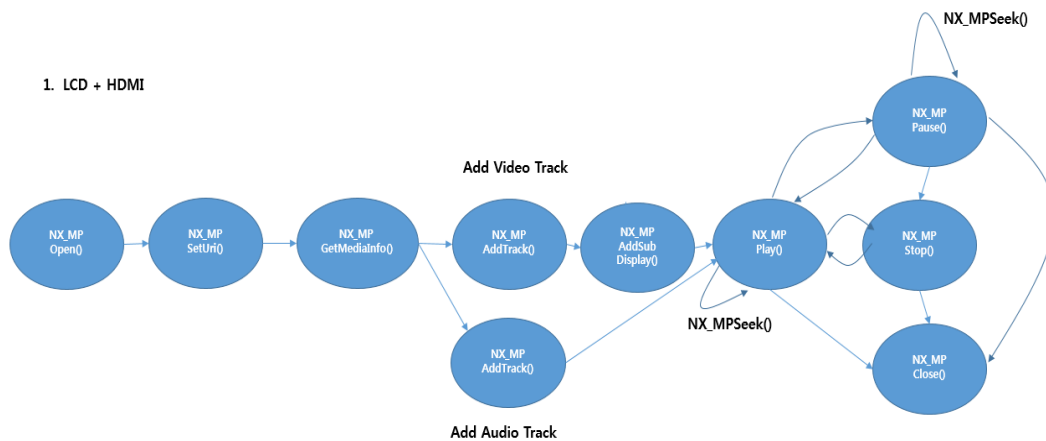 NX_MPSeek()
1. LCD + HDMI
NX_MP
Pause()
Add Video Track
NX_MP
Open()
NX_MP
SetUri()
NX_MP
GetMediaInfo()
NX_MP
AddTrack()
NX_MP
AddSub
Display()
NX_MP
Play()
NX_MP
Stop()
NX_MPSeek()
NX_MP
AddTrack()
NX_MP
Close()
Add Audio Track